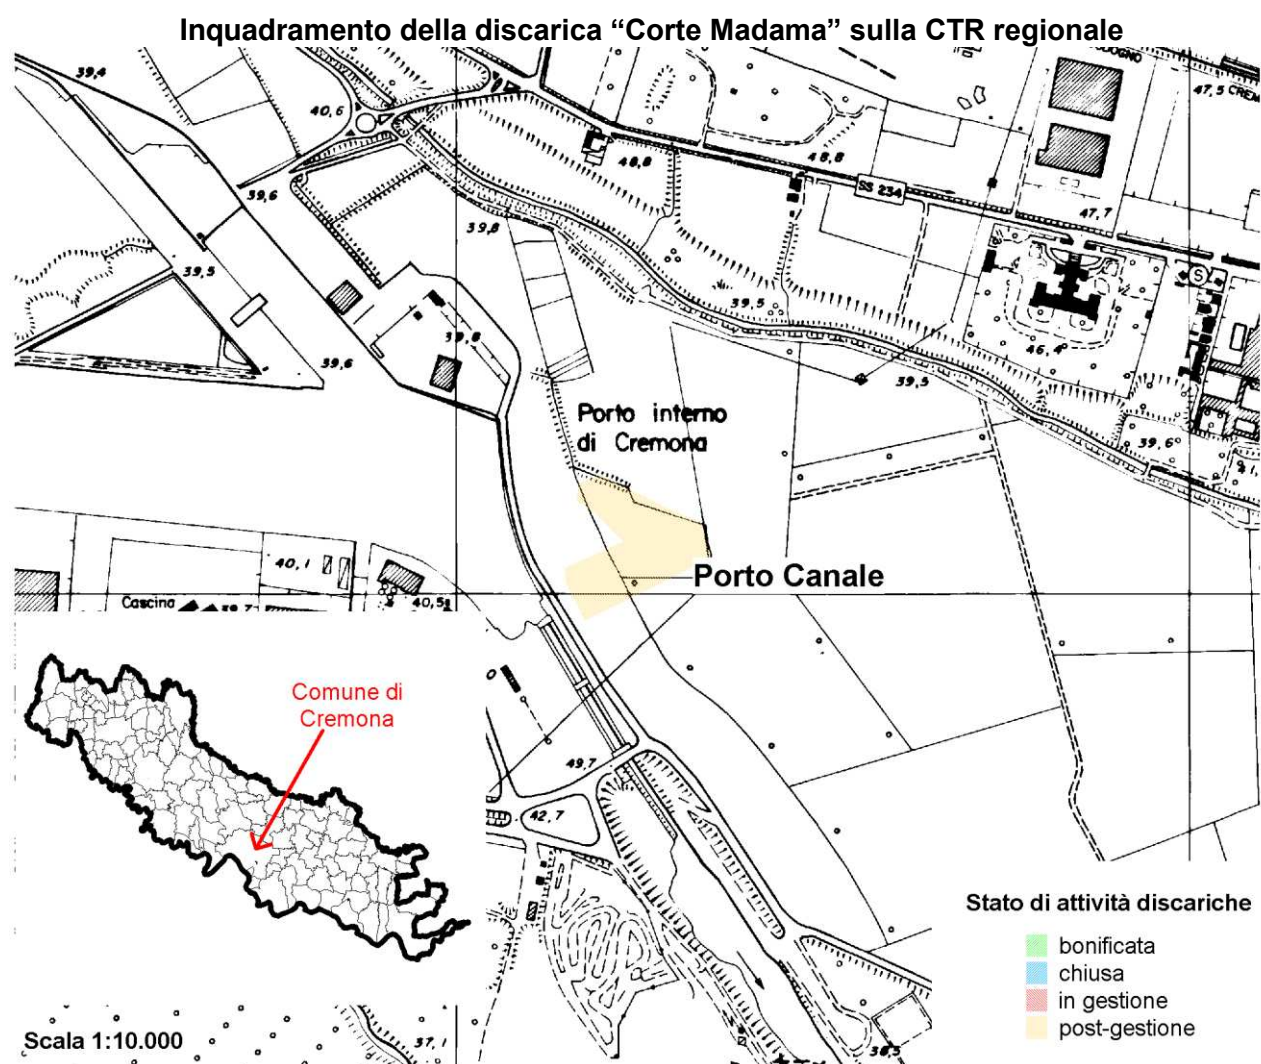 Inquadramento della discarica “Corte Madama” sulla CTR regionale
39,4
40,6
48,8
48,8
47,5 CREM
SS 234
47,7
39,6
39,8
39,5
39,5
S
39,8
39,6
46,4
39,5
Porto interno
di Cremona
39,6
41,
Porto Canale
40,1
Cascina
39,7
40,5
Comune di
Cremona
49,7
42,7
Stato di attività discariche
bonificata
chiusa
in gestione
post-gestione
Scala 1:10.000
37,1
38,5